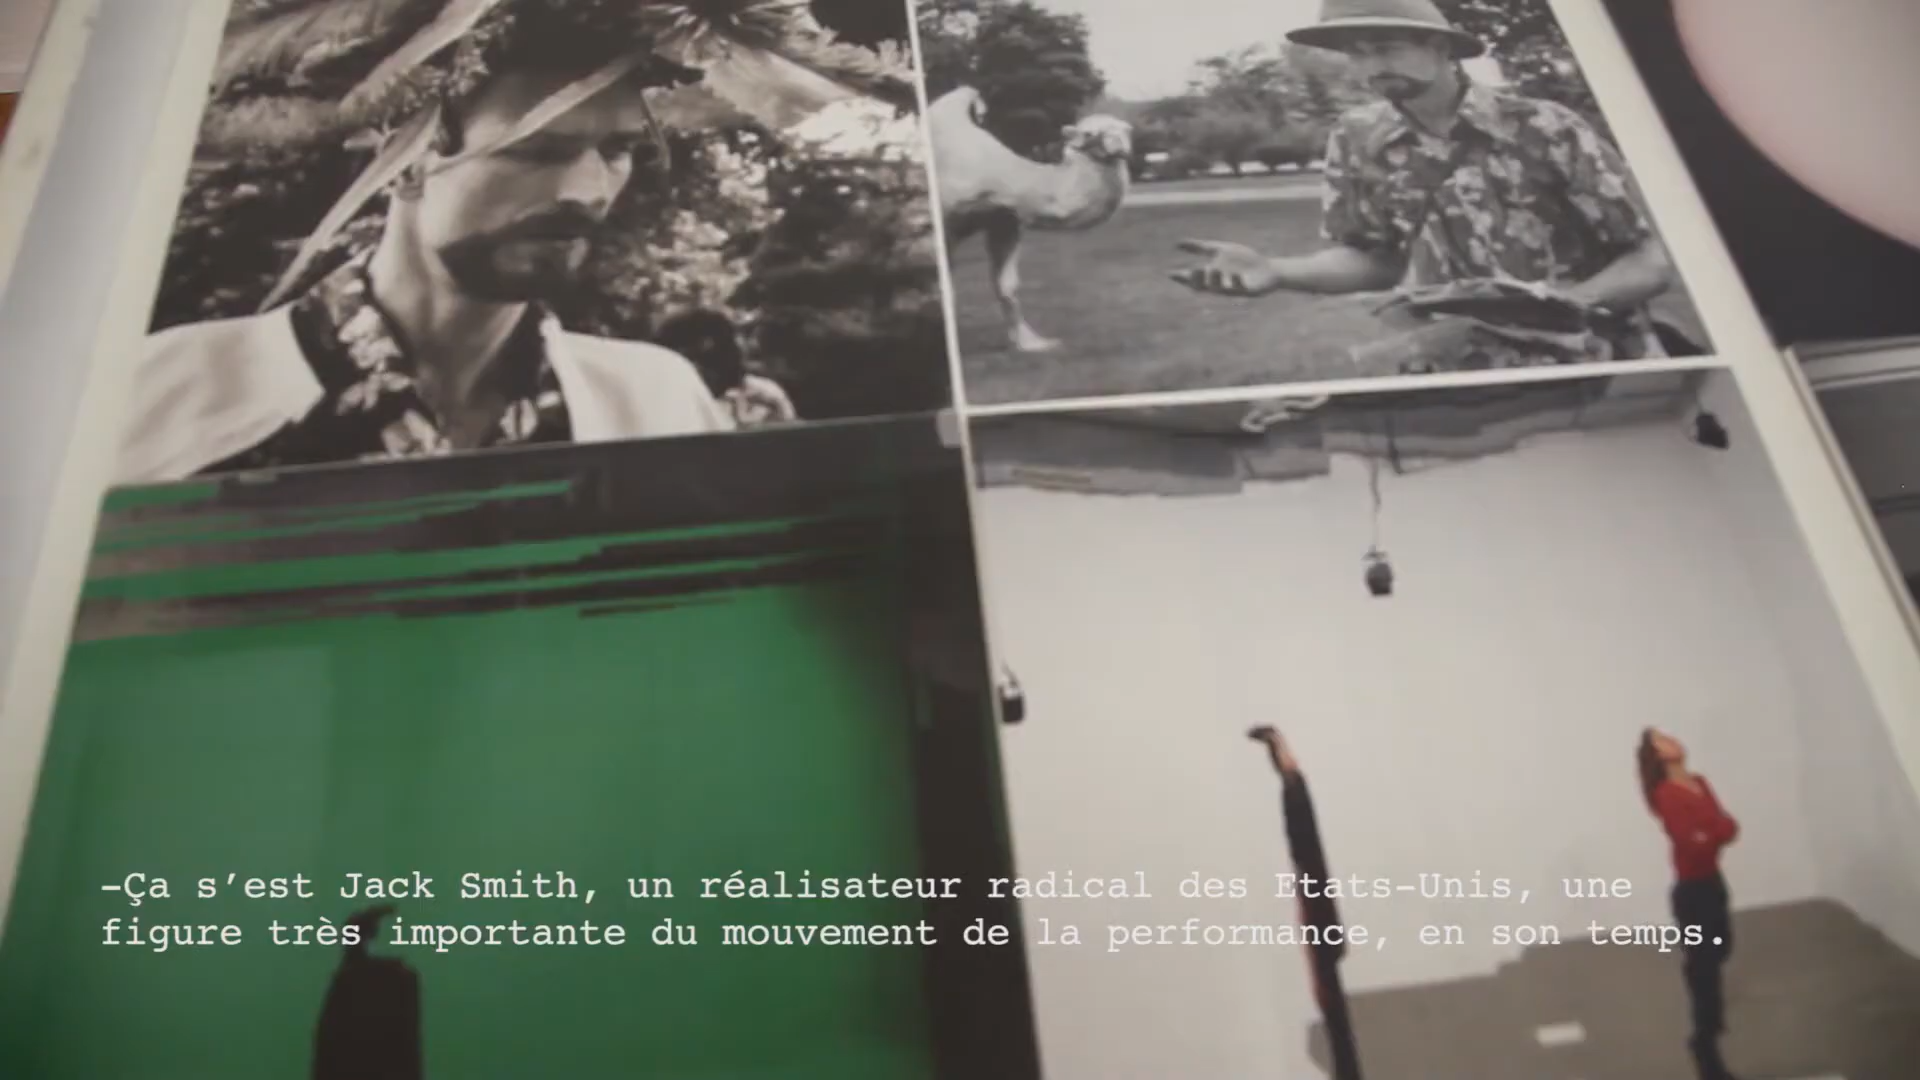 –Ça s’est Jack Smith, un réalisateur radical des Etats-Unis, une
figure très importante du mouvement de la performance, en son temps.